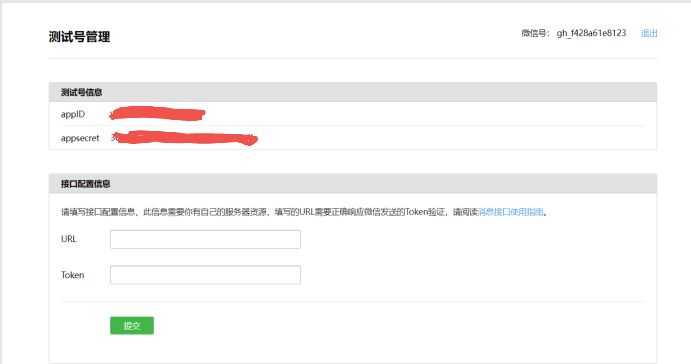 测试号管理
微信号： gh_f428a61e8123 退出
测试号信息
appID
appsecret
接口配置信息
请填写接口配置信息，此信息需要你有自己的服务器资源，填写的URL需要正确响应微信发送的Token验证，请阅读消息接口使用指南。
URL
Token
提交